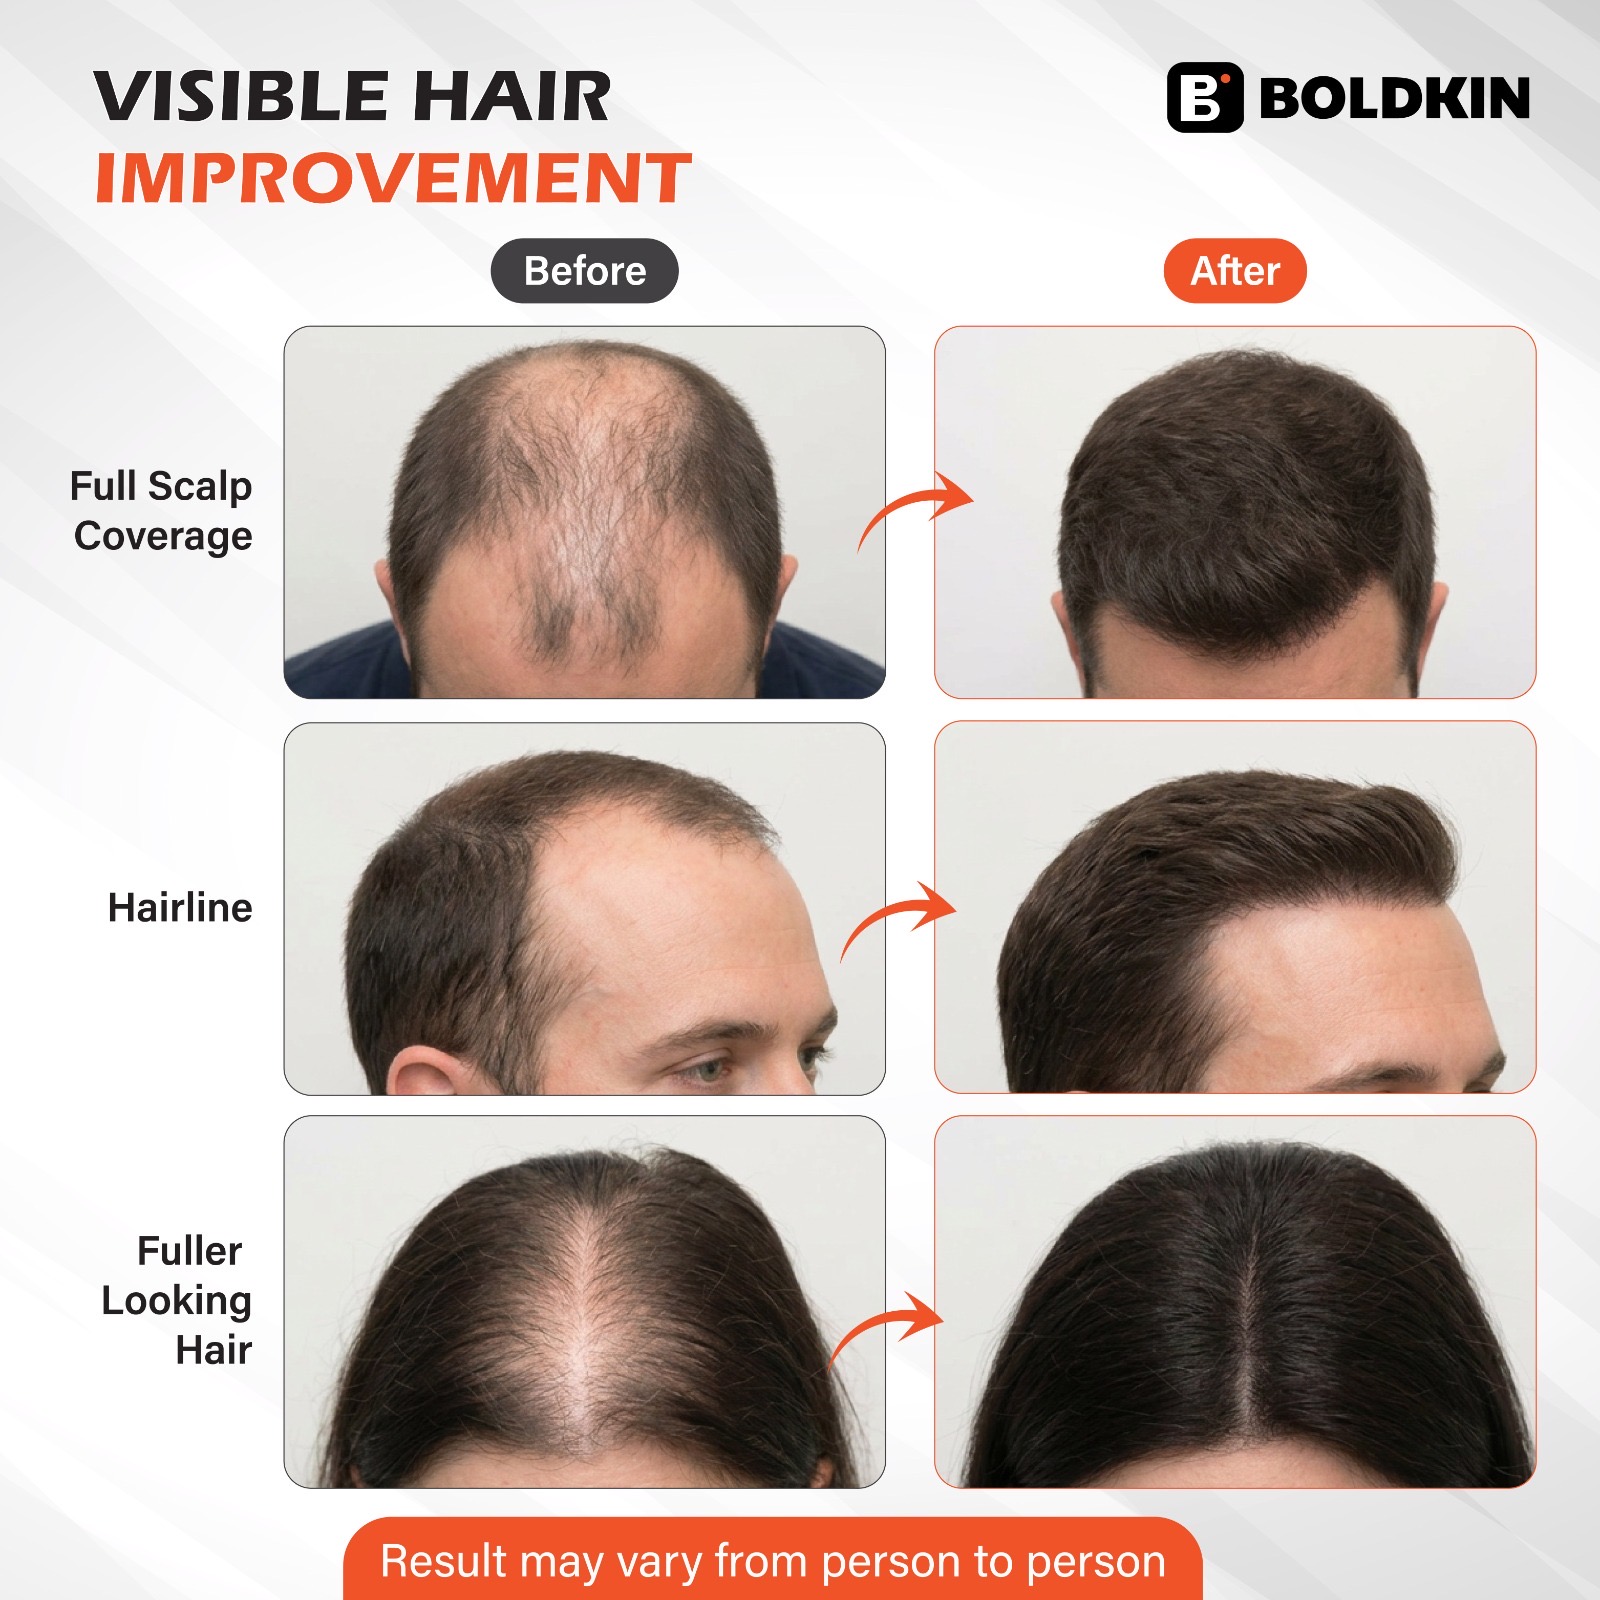 VISIBLE HAIR
IMPROVEMENT
B BOLDKIN
Before
After
Full Scalp
Coverage
Hairline
Fuller
Looking
Hair
Result may vary from person to person